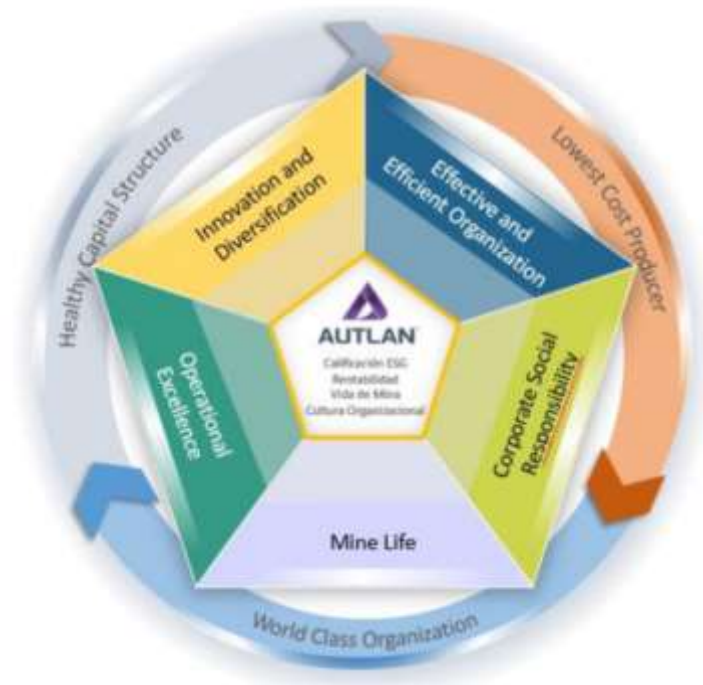 Healthy Capital Structure
Lowest Cost Producer
Innovation and
Diversification
Effective and
Efficient Organization
AUTLAN
Calificación ESG
Rentabilidad
Vida de Mina
Cultura Organizacional
Operational
Excellence
Corporate Social
Responsibility
Mine Life
World Class Organization